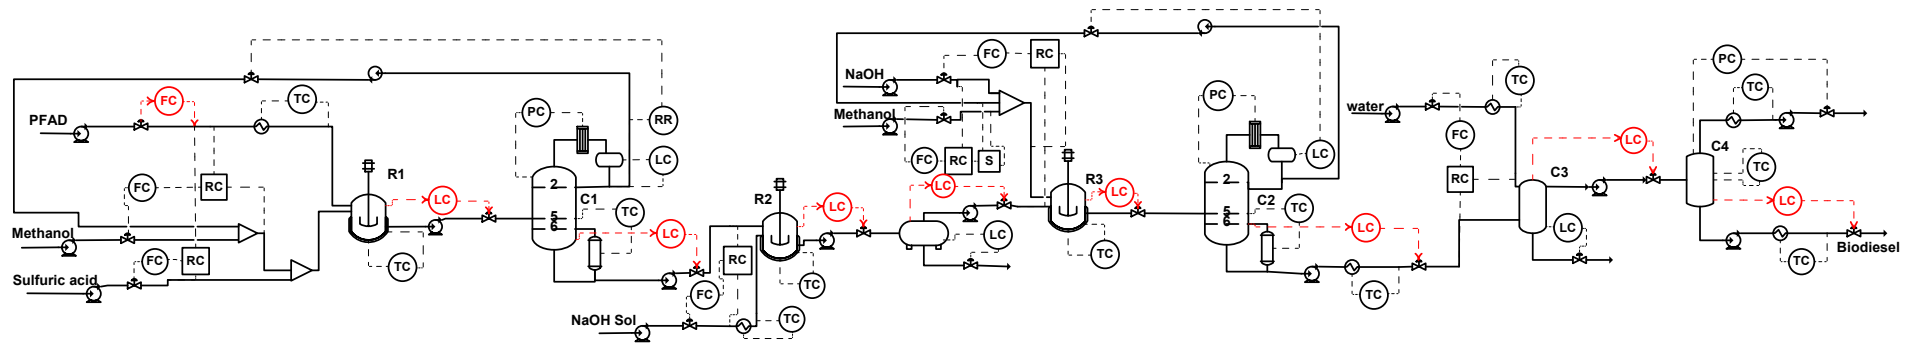 FC
TC
PFAD
RC
FC
Methanol
FC
RC
Sulfuric acid
R1
LC
TC
PC
RR
LC
2
C1
5
6
TC
LC
R2
LC
RC
FC
TC
TC
NaOH Sol
NaOH
FC
RC
Methanol
FC
RC
S
LC
LC
R3
LC
TC
PC
LC
2
C2
5
6
TC
LC
TC
water
TC
FC
RC
C3
LC
LC
PC
TC
C4
TC
LC
TC
Biodiesel